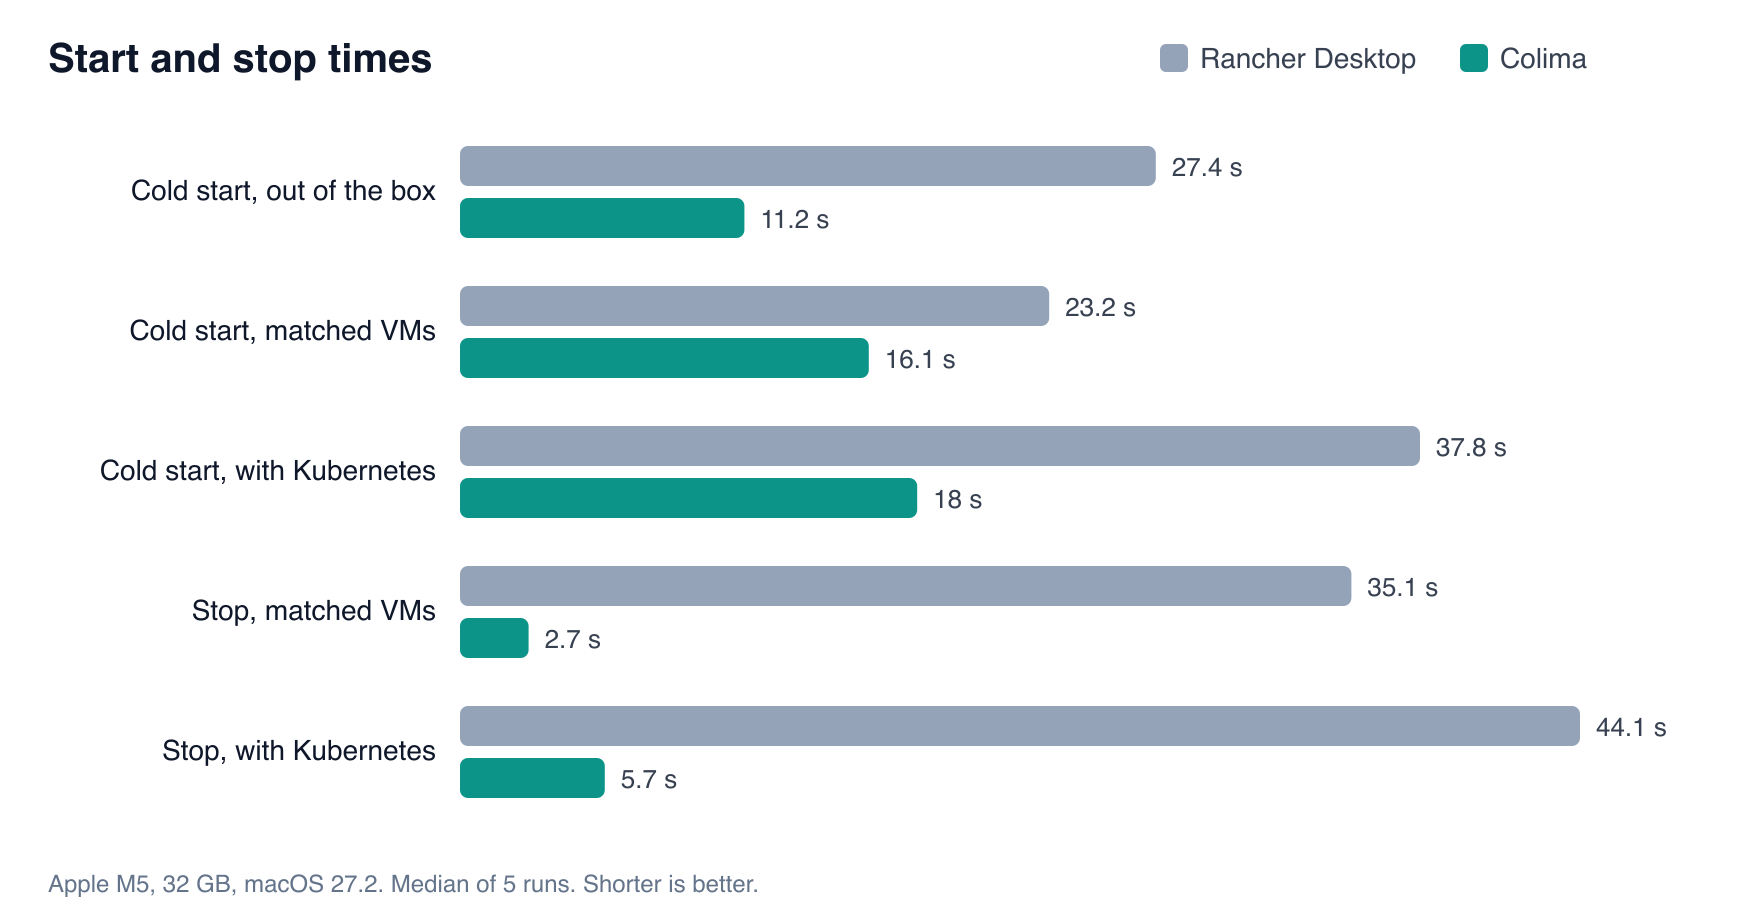 Start and stop times
Rancher Desktop
Colima
Cold start, out of the box
27.4 s
11.2 s
Cold start, matched VMs
23.2 s
16.1 s
Cold start, with Kubernetes
37.8 s
18 s
Stop, matched VMs
35.1 s
2.7 s
Stop, with Kubernetes
44.1 s
5.7 s
Apple M5, 32 GB, macOS 27.2. Median of 5 runs. Shorter is better.